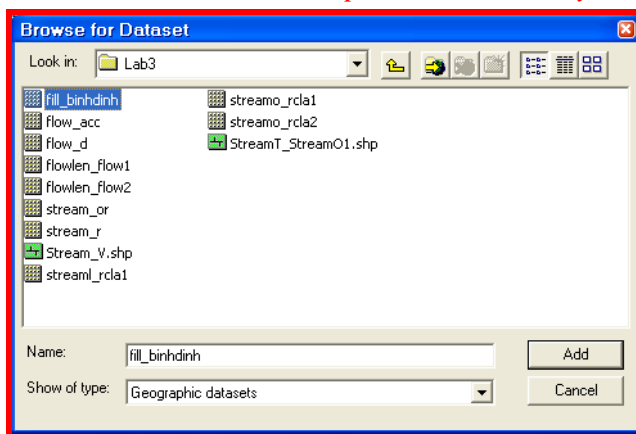 Browse for Dataset
Look in: Lab3
fill_binhdinh
flow_acc
flow_d
flowlen_flow1
flowlen_flow2
stream_or
stream_r
Stream_V.shp
streaml_rcla1
streamo_rcla1
streamo_rcla2
StreamT_StreamO1.shp
Name: fill_binhdinh
Add
Show of type: Geographic datasets
Cancel